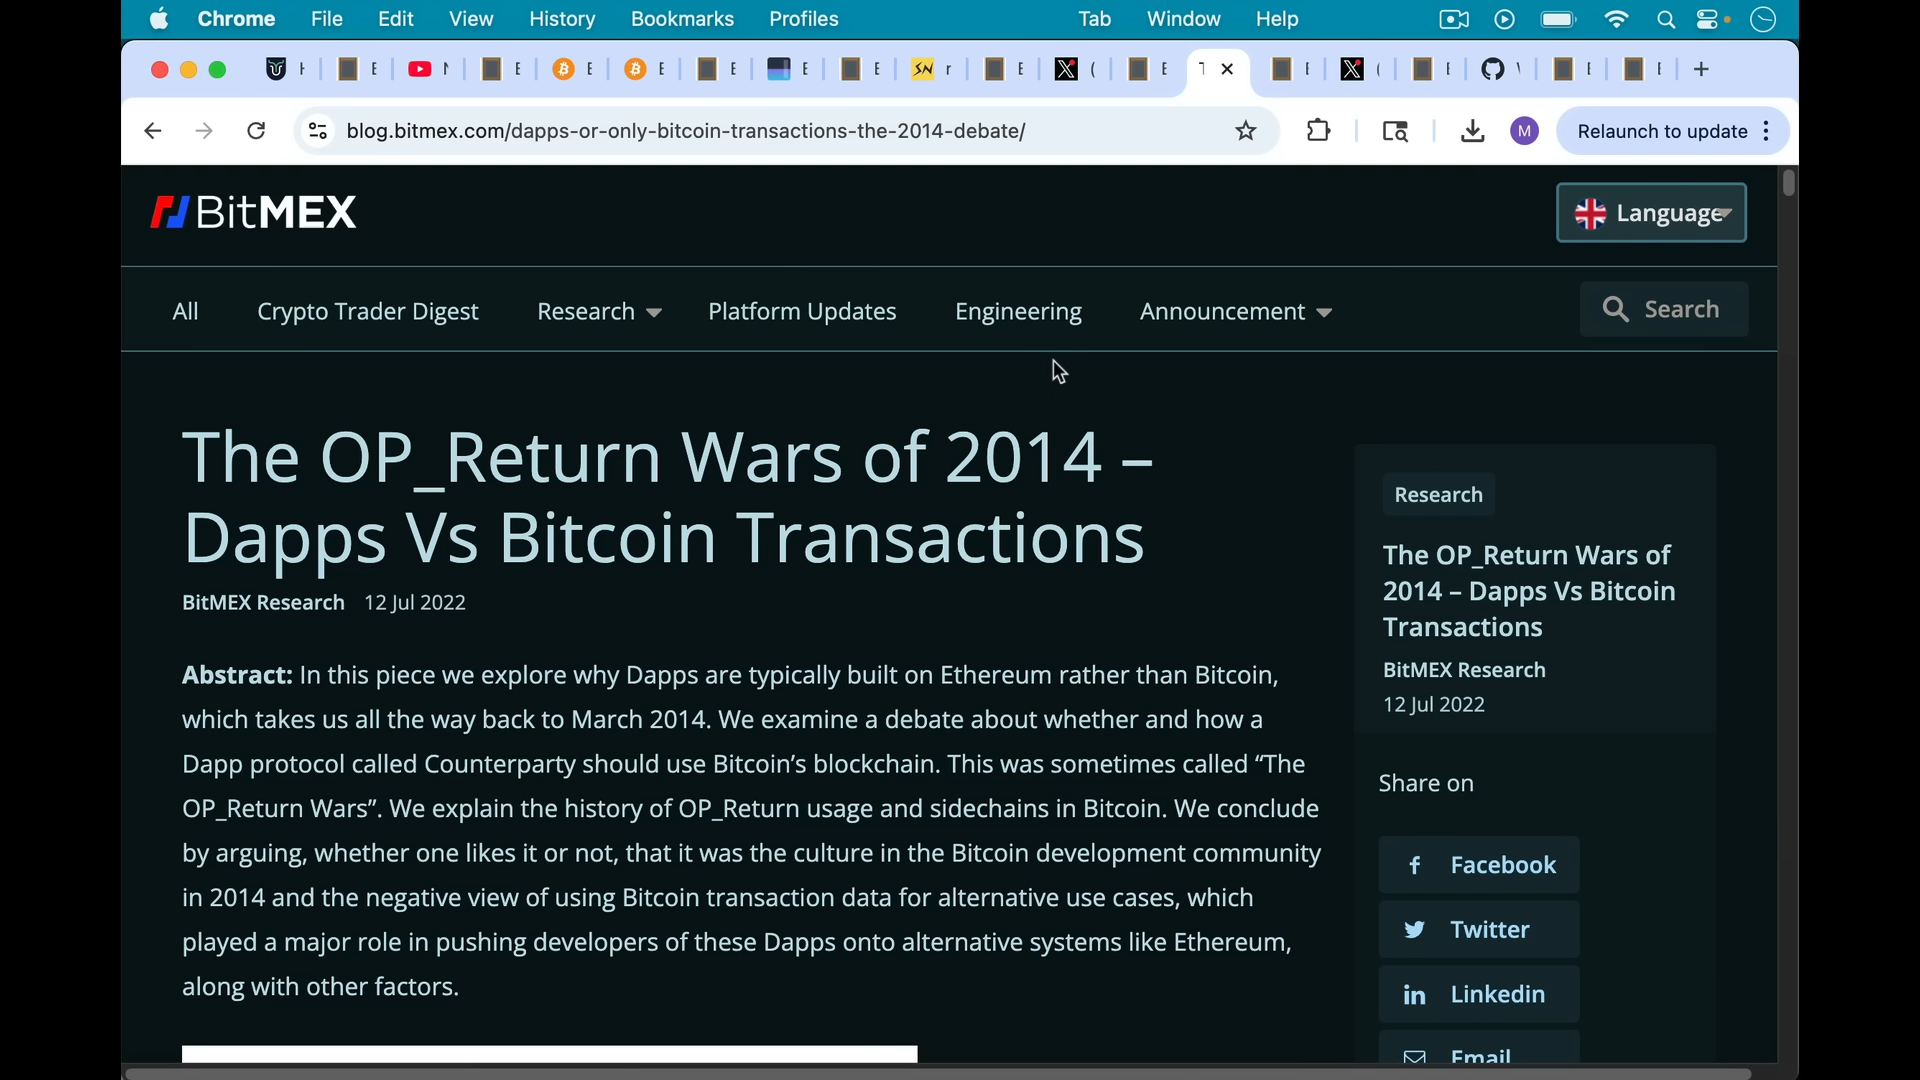 Chrome File Edit View History Bookmarks Profiles Tab Window Help
blog.bitmex.com/dapps-or-only-bitcoin-transactions-the-2014-debate/
M
Relaunch to update
BitMEX
Language
All Crypto Trader Digest Research Platform Updates Engineering Announcement Search
The OP_Return Wars of 2014 –
Dapps Vs Bitcoin Transactions
BitMEX Research 12 Jul 2022
Abstract: In this piece we explore why Dapps are typically built on Ethereum rather than Bitcoin,
which takes us all the way back to March 2014. We examine a debate about whether and how a
Dapp protocol called Counterparty should use Bitcoin’s blockchain. This was sometimes called “The
OP_Return Wars”. We explain the history of OP_Return usage and sidechains in Bitcoin. We conclude
by arguing, whether one likes it or not, that it was the culture in the Bitcoin development community
in 2014 and the negative view of using Bitcoin transaction data for alternative use cases, which
played a major role in pushing developers of these Dapps onto alternative systems like Ethereum,
along with other factors.
Research
The OP_Return Wars of
2014 – Dapps Vs Bitcoin
Transactions
BitMEX Research
12 Jul 2022
Share on
Facebook
Twitter
Linkedin
Email